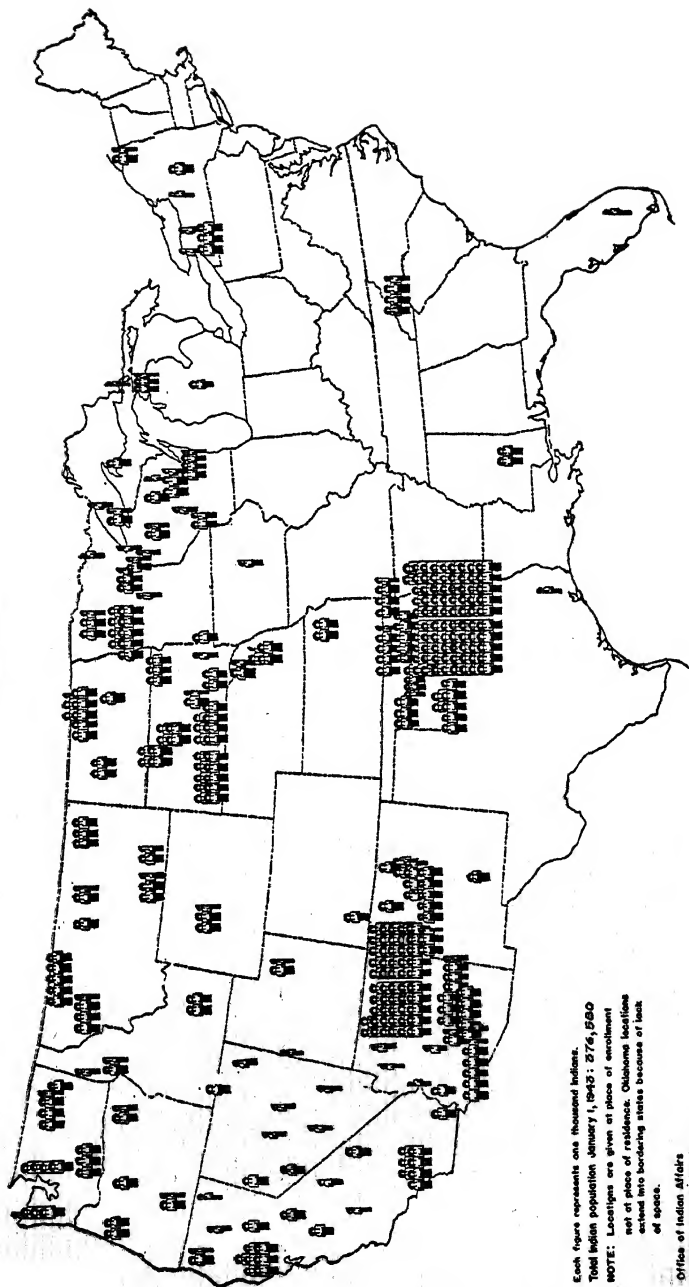 Each figure represents one thousand Indians.
Total Indian population January 1, 1943: 376,580
NOTE: Locations are given at place of enrollment
not at place of residence. Oklahoma locations
extend into bordering states because of lack
of space.
Office of Indian Affairs